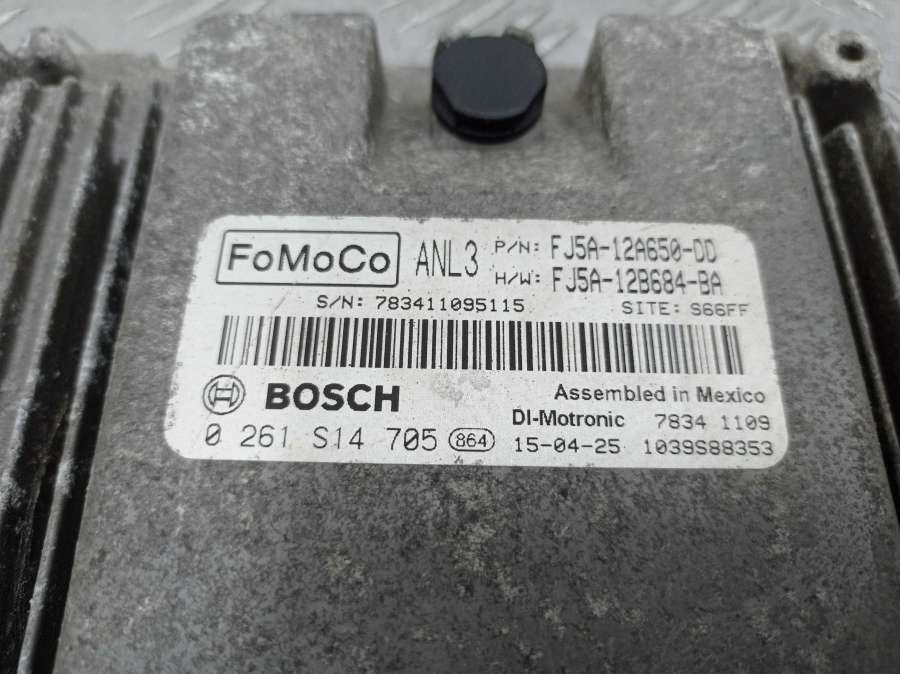 FoMoCo ANL3 P/N: FJ5A-12A650-DD
H/W: FJ5A-12B684-BA
S/N: 783411095115 SITE: S66FF
BOSCH Assembled in Mexico
DI-Motronic 7834 1109
0 261 S14 705 864 15-04-25 1039S88353